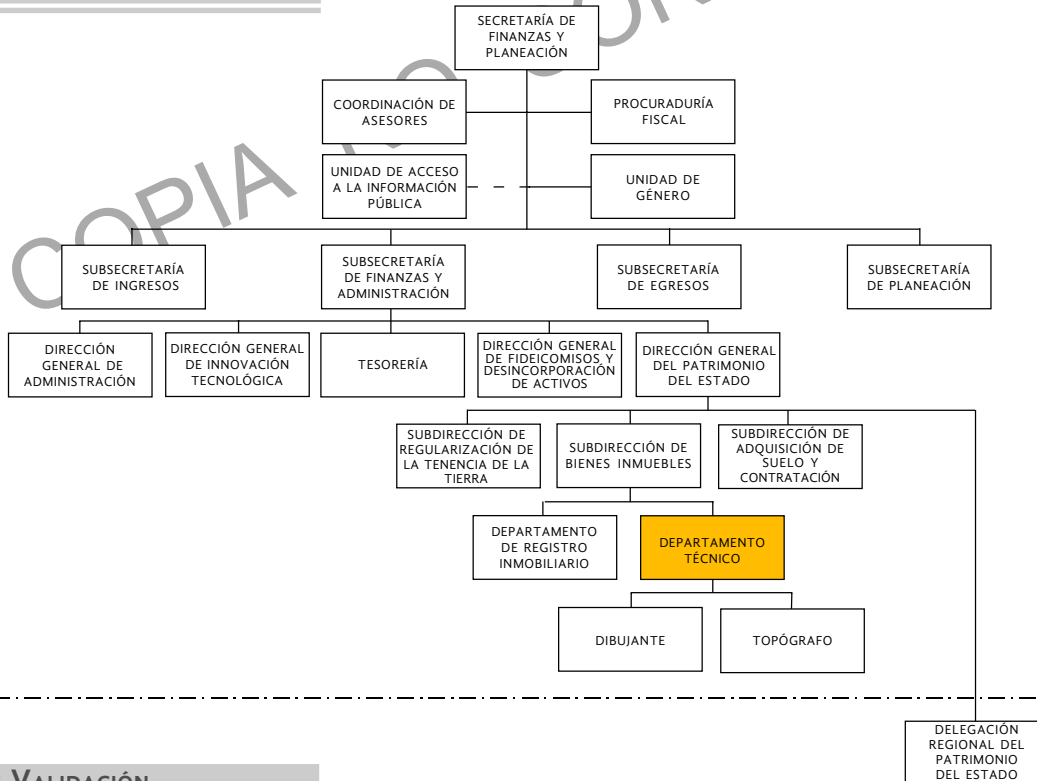 SECRETARÍA DE
FINANZAS Y
PLANEACIÓN
COORDINACIÓN DE
ASESORES
PROCURADURÍA
FISCAL
UNIDAD DE ACCESO
A LA INFORMACIÓN
PÚBLICA
UNIDAD DE
GÉNERO
COPIA
SUBSECRETARÍA
DE INGRESOS
SUBSECRETARÍA
DE FINANZAS Y
ADMINISTRACIÓN
SUBSECRETARÍA
DE EGRESOS
SUBSECRETARÍA
DE PLANEACIÓN
DIRECCIÓN
GENERAL DE
ADMINISTRACIÓN
DIRECCIÓN GENERAL
DE INNOVACIÓN
TECNOLÓGICA
TESORERÍA
DIRECCIÓN GENERAL
DE FIDEICOMISOS Y
DESINCORPORACIÓN
DE ACTIVOS
DIRECCIÓN GENERAL
DEL PATRIMONIO
DEL ESTADO
SUBDIRECCIÓN DE
REGULARIZACIÓN DE
LA TENENCIA DE LA
TIERRA
SUBDIRECCIÓN DE
BIENES INMUEBLES
SUBDIRECCIÓN DE
ADQUISICIÓN DE
SUELO Y
CONTRATACIÓN
DEPARTAMENTO
DE REGISTRO
INMOBILIARIO
DEPARTAMENTO
TÉCNICO
DIBUJANTE
TOPÓGRAFO
DELEGACIÓN
REGIONAL DEL
PATRIMONIO
DEL ESTADO
VALIDACIÓN